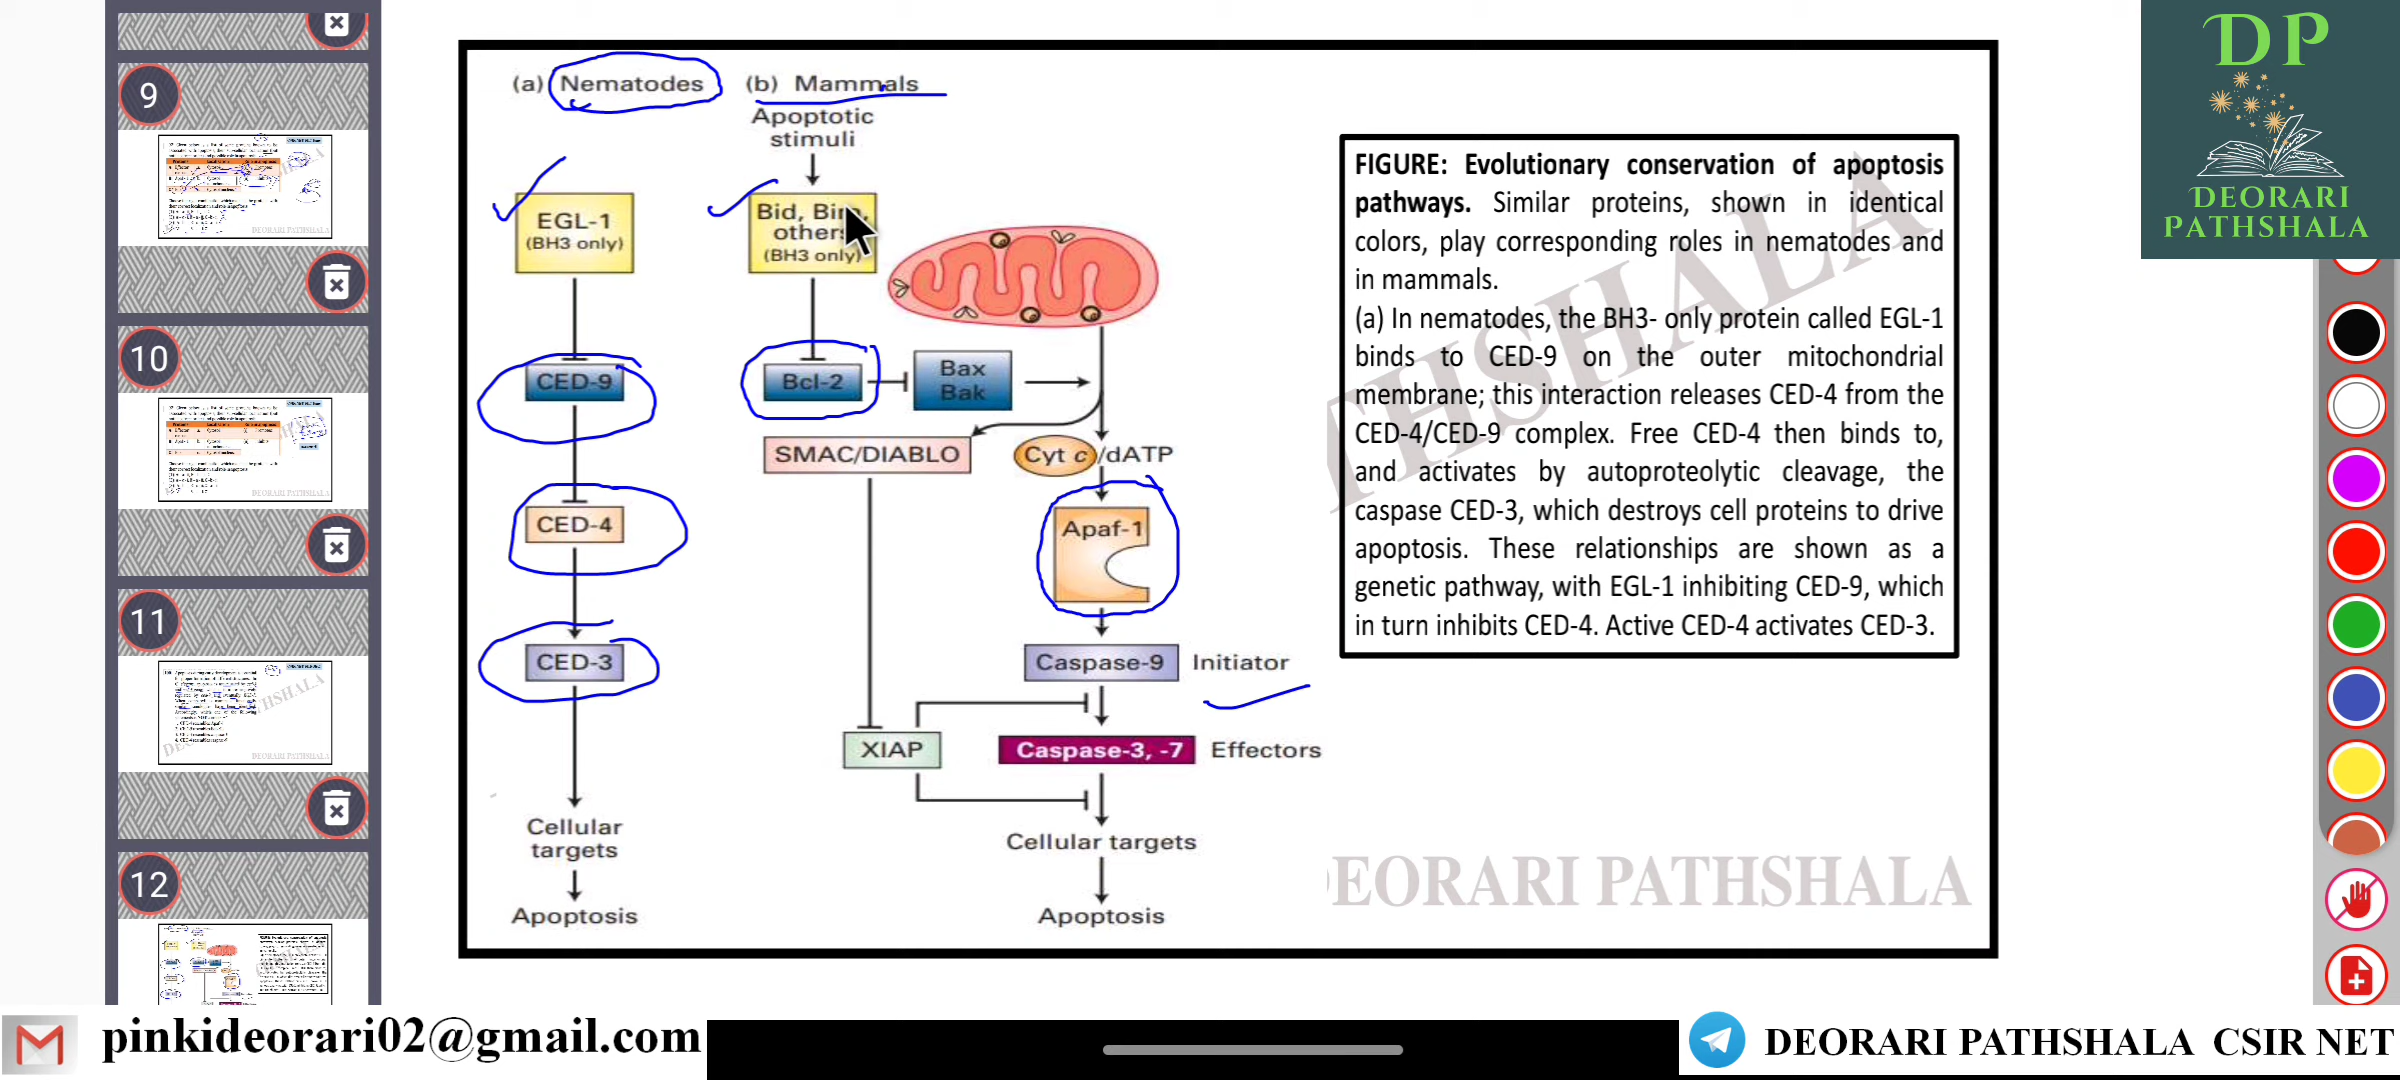 9
10
11
12
(a) Nematodes
(b) Mammals
Apoptotic
stimuli
EGL-1
(BH3 only)
Bid, Bim,
others
(BH3 only)
CED-9
Bcl-2
Bax
Bak
SMAC/DIABLO
Cyt c/dATP
CED-4
Apaf-1
CED-3
Caspase-9 Initiator
XIAP
Caspase-3, -7 Effectors
Cellular
targets
Cellular targets
Apoptosis
Apoptosis
FIGURE: Evolutionary conservation of apoptosis
pathways. Similar proteins, shown in identical
colors, play corresponding roles in nematodes and
in mammals.
(a) In nematodes, the BH3- only protein called EGL-1
binds to CED-9 on the outer mitochondrial
membrane; this interaction releases CED-4 from the
CED-4/CED-9 complex. Free CED-4 then binds to,
and activates by autoproteolytic cleavage, the
caspase CED-3, which destroys cell proteins to drive
apoptosis. These relationships are shown as a
genetic pathway, with EGL-1 inhibiting CED-9, which
in turn inhibits CED-4. Active CED-4 activates CED-3.
THSHALA
DEORARI PATHSHALA
DP
DEORARI
PATHSHALA
pinkideorari02@gmail.com
DEORARI PATHSHALA CSIR NET